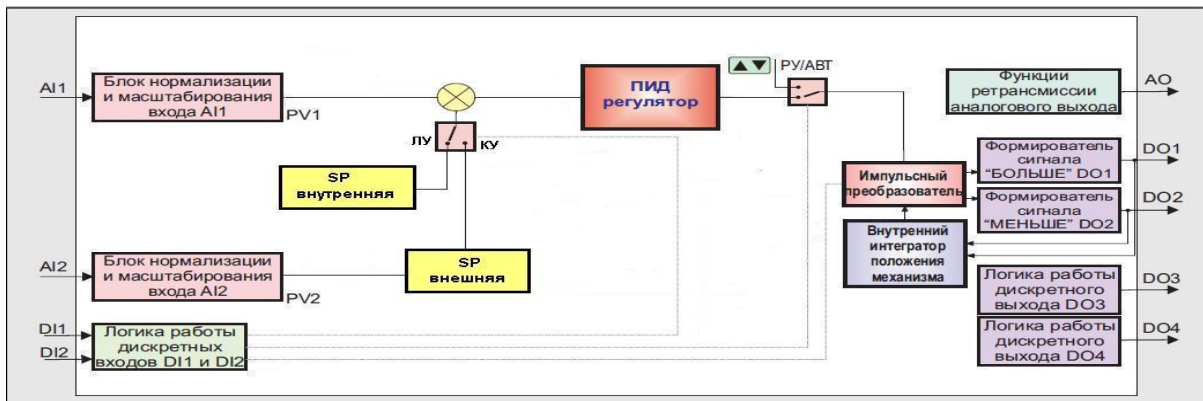 AI1
Блок нормализации
и масштабирования
входа AI1
PV1
ПИД
регулятор
РУ/АВТ
Функции
ретрансмиссии
аналогового выхода
AO
ЛУ
КУ
SP
внутренняя
Импульсный
преобразователь
Формирователь
сигнала
“БОЛЬШЕ” DO1
DO1
Формирователь
сигнала
“МЕНЬШЕ” DO2
DO2
Внутренний
интегратор
положения
механизма
AI2
Блок нормализации
и масштабирования
входа AI2
PV2
SP
внешняя
Логика работы
дискретного
выхода DO3
DO3
DI1
DI2
Логика работы
дискретных
входов DI1 и DI2
Логика работы
дискретного
выхода DO4
DO4